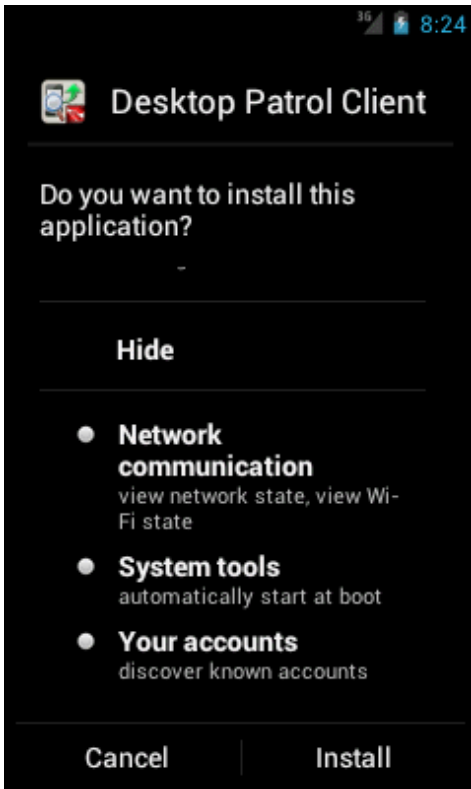 3G 8:24
Desktop Patrol Client
Do you want to install this
application?
Hide
Network
communication
view network state, view Wi-
Fi state
System tools
automatically start at boot
Your accounts
discover known accounts
Cancel Install